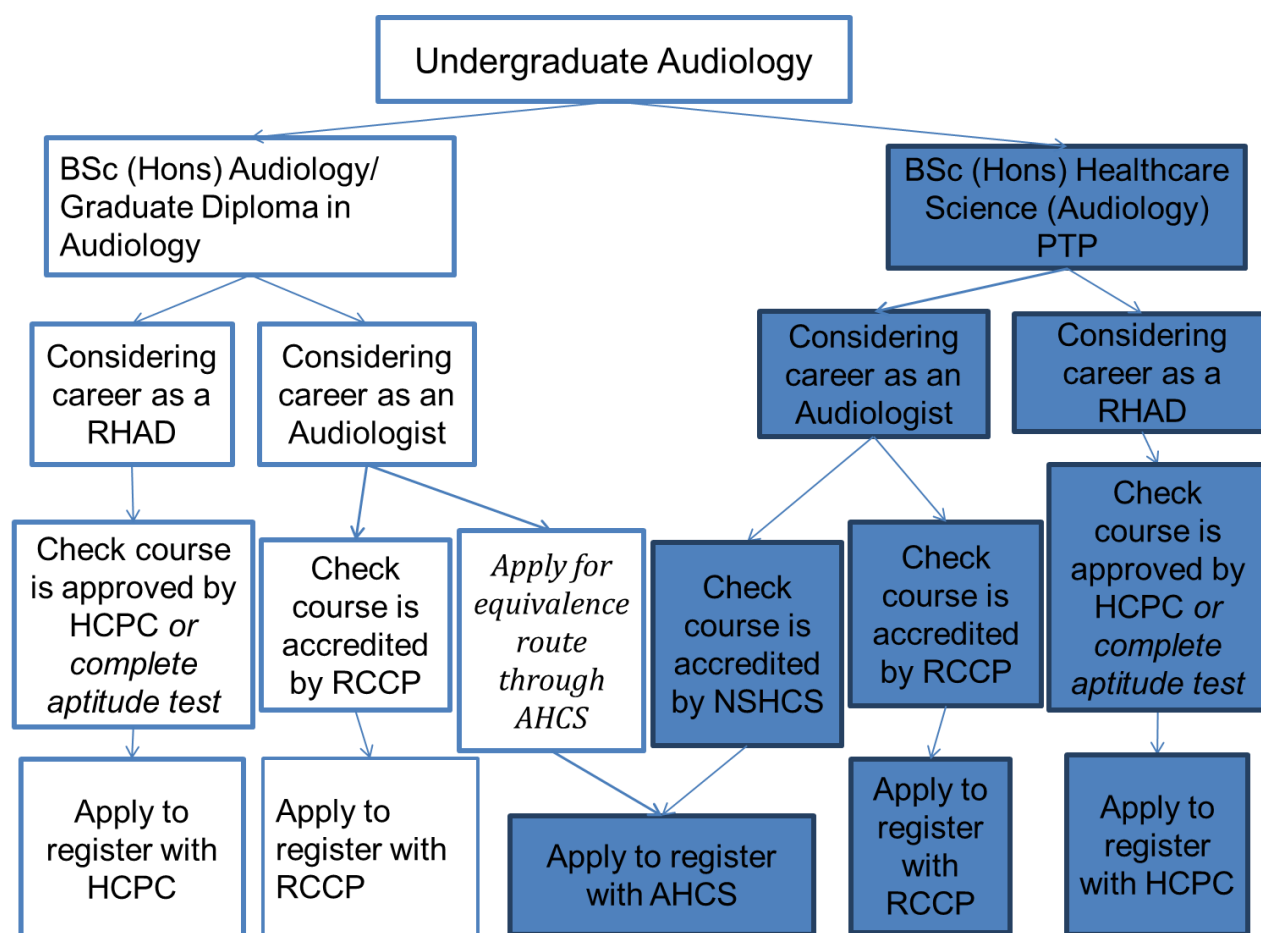 Undergraduate Audiology
BSc (Hons) Audiology/
Graduate Diploma in
Audiology
BSc (Hons) Healthcare
Science (Audiology)
PTP
Considering
career as a
RHAD
Considering
career as an
Audiologist
Considering
career as an
Audiologist
Considering
career as a
RHAD
Check course
is approved by
HCPC or
complete
aptitude test
Check
course is
accredited
by RCCP
Apply for
equivalence
route
through
AHCS
Check
course is
accredited
by NSHCS
Check
course is
accredited
by RCCP
Check
course is
approved by
HCPC or
complete
aptitude test
Apply to
register with
HCPC
Apply to
register with
RCCP
Apply to register
with AHCS
Apply to
register
with
RCCP
Apply to
register
with HCPC